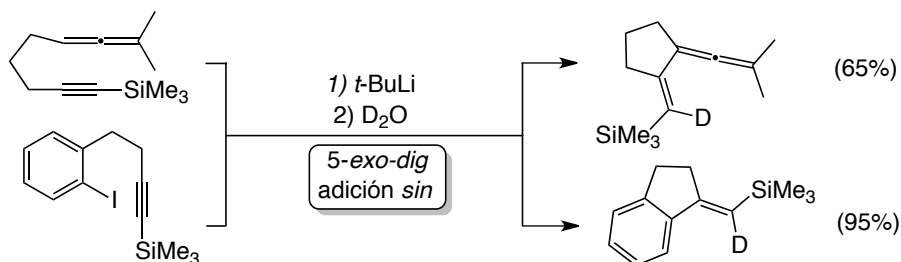 SiMe3
I
SiMe3
1) t-BuLi
2) D2O
5-exo-dig
adición sin
D
SiMe3
(65%)
SiMe3
D
(95%)